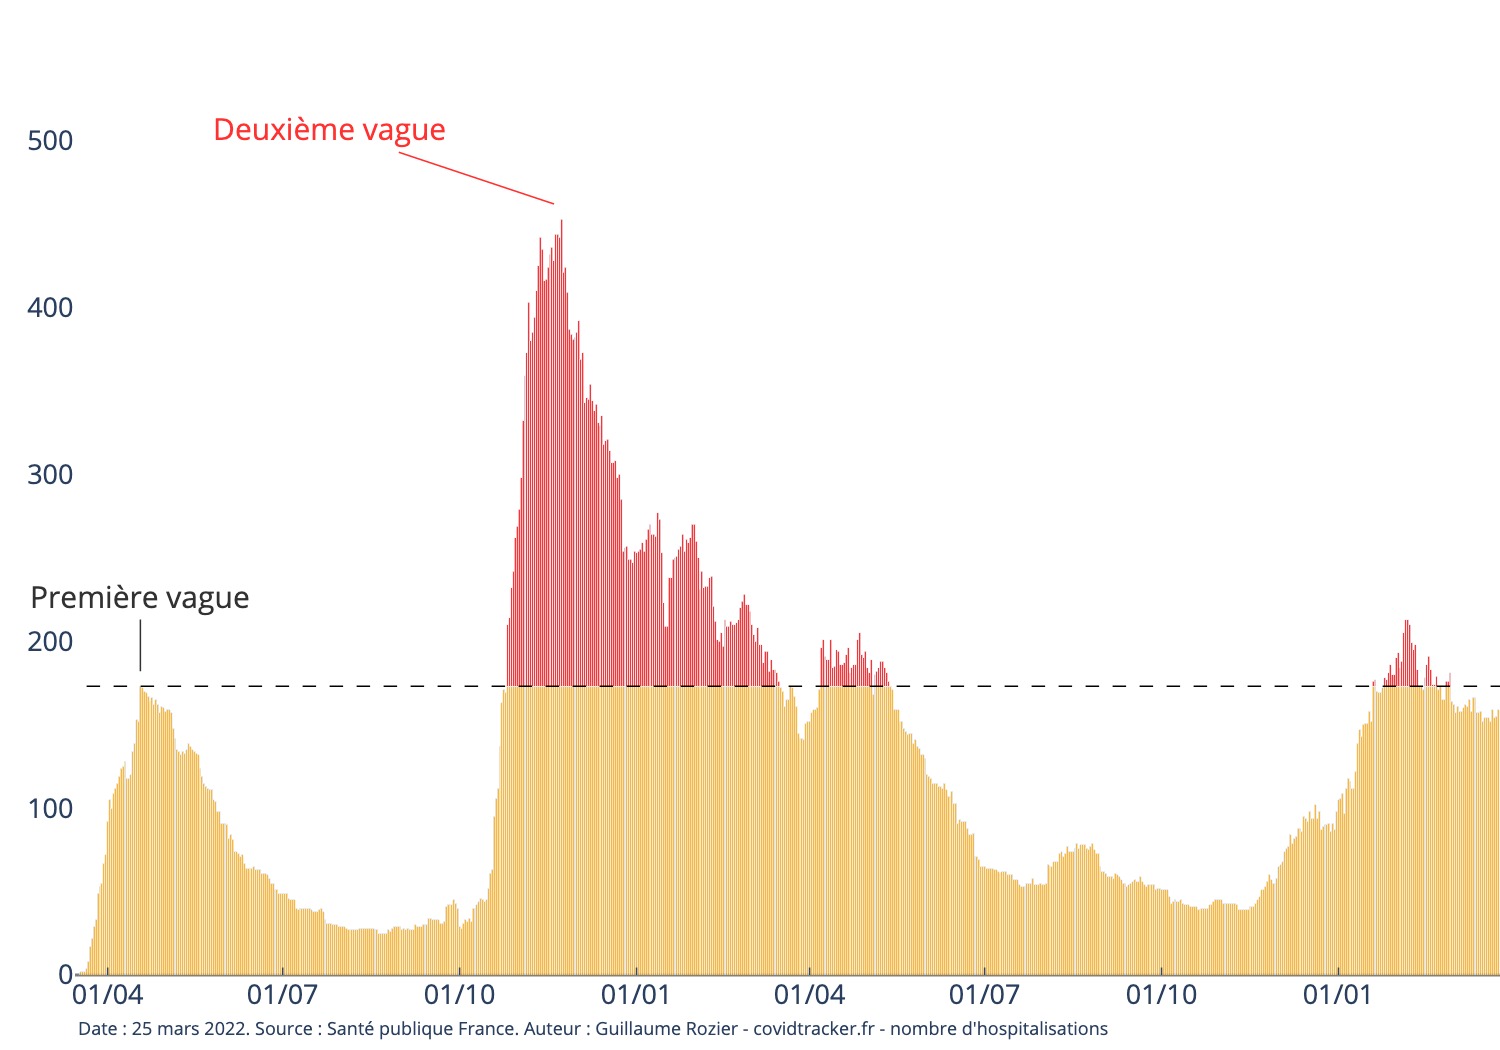 Deuxième vague
500
400
300
Première vague
200
100
0
01/04 01/07 01/10 01/01 01/04 01/07 01/10 01/01
Date : 25 mars 2022. Source : Santé publique France. Auteur : Guillaume Rozier - covidtracker.fr - nombre d'hospitalisations